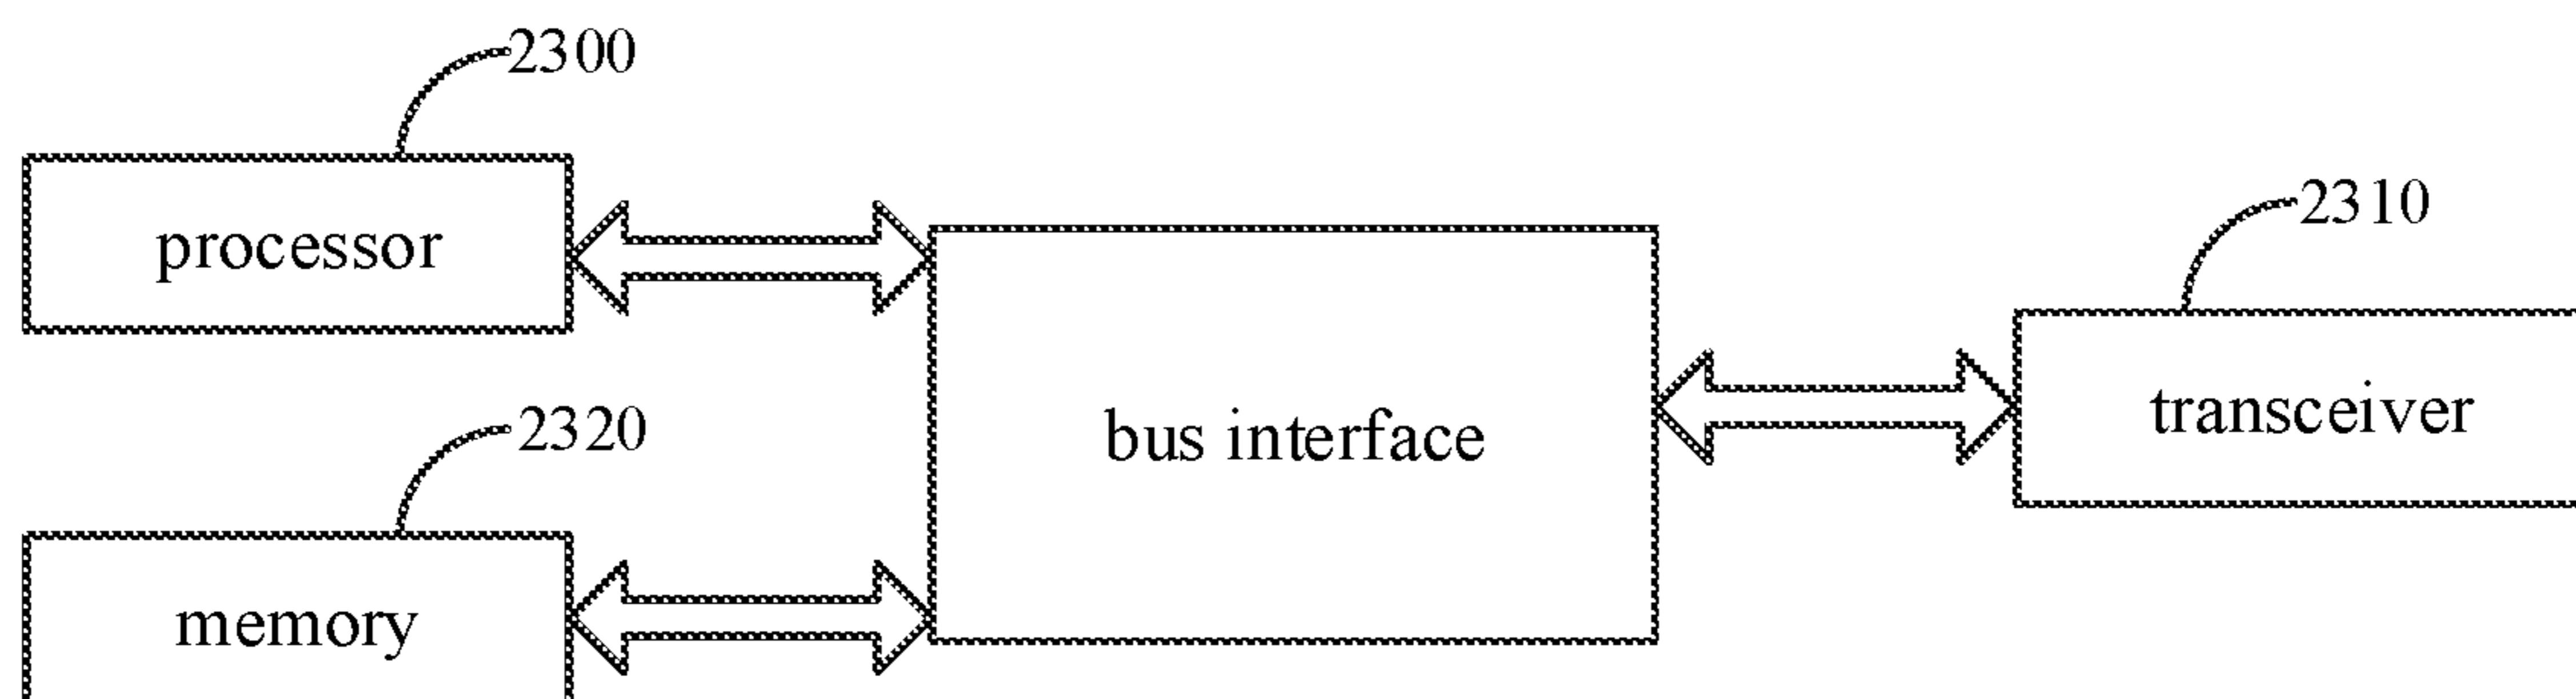 2300
processor
2310
transceiver
bus interface
2320
memory